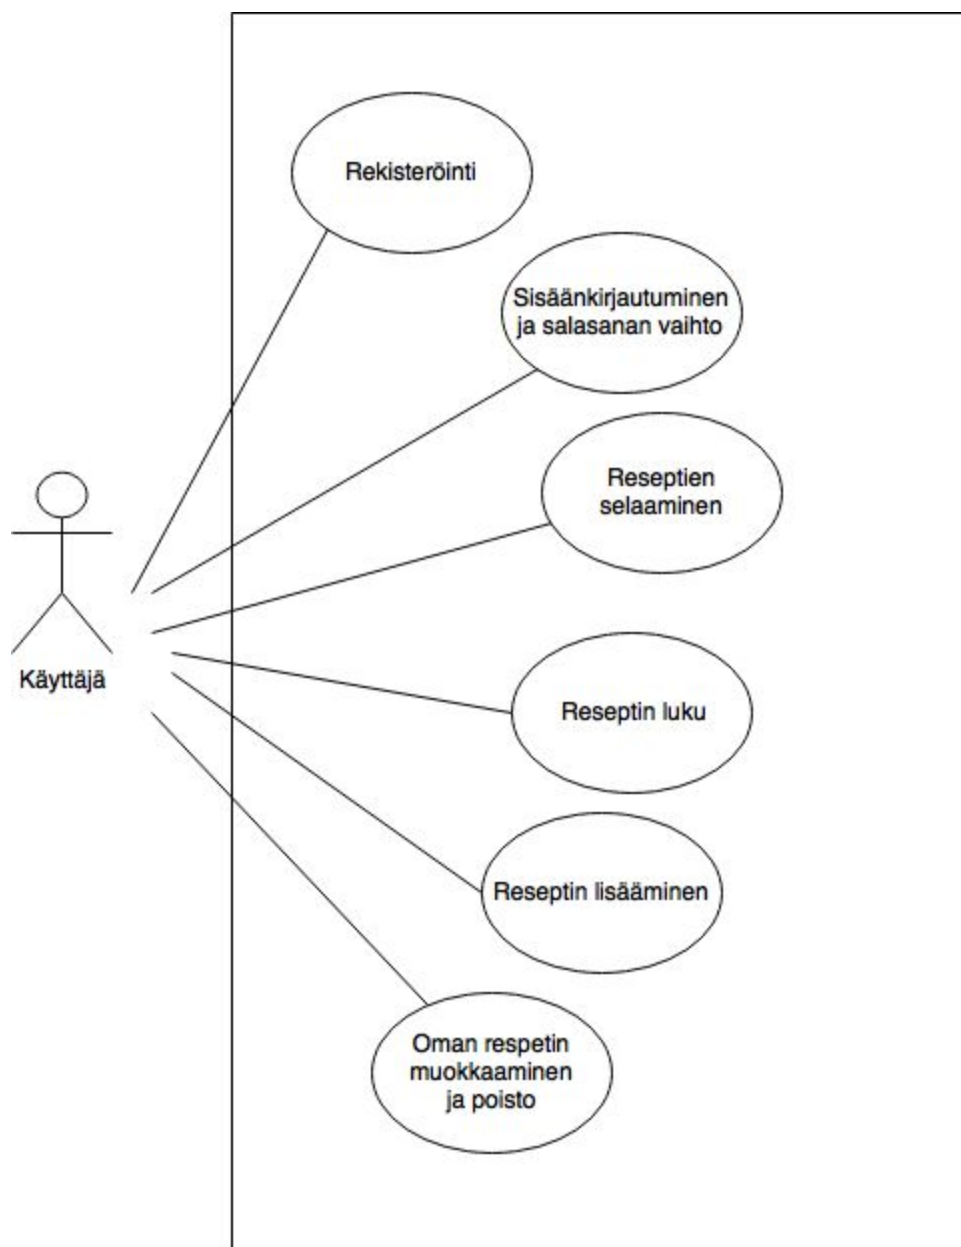 Rekisteröinti
Sisäänkirjautuminen
ja salasanan vaihto
Reseptien
selaaminen
Käyttäjä
Reseptin luku
Reseptin lisääminen
Oman respetin
muokkaaminen
ja poisto